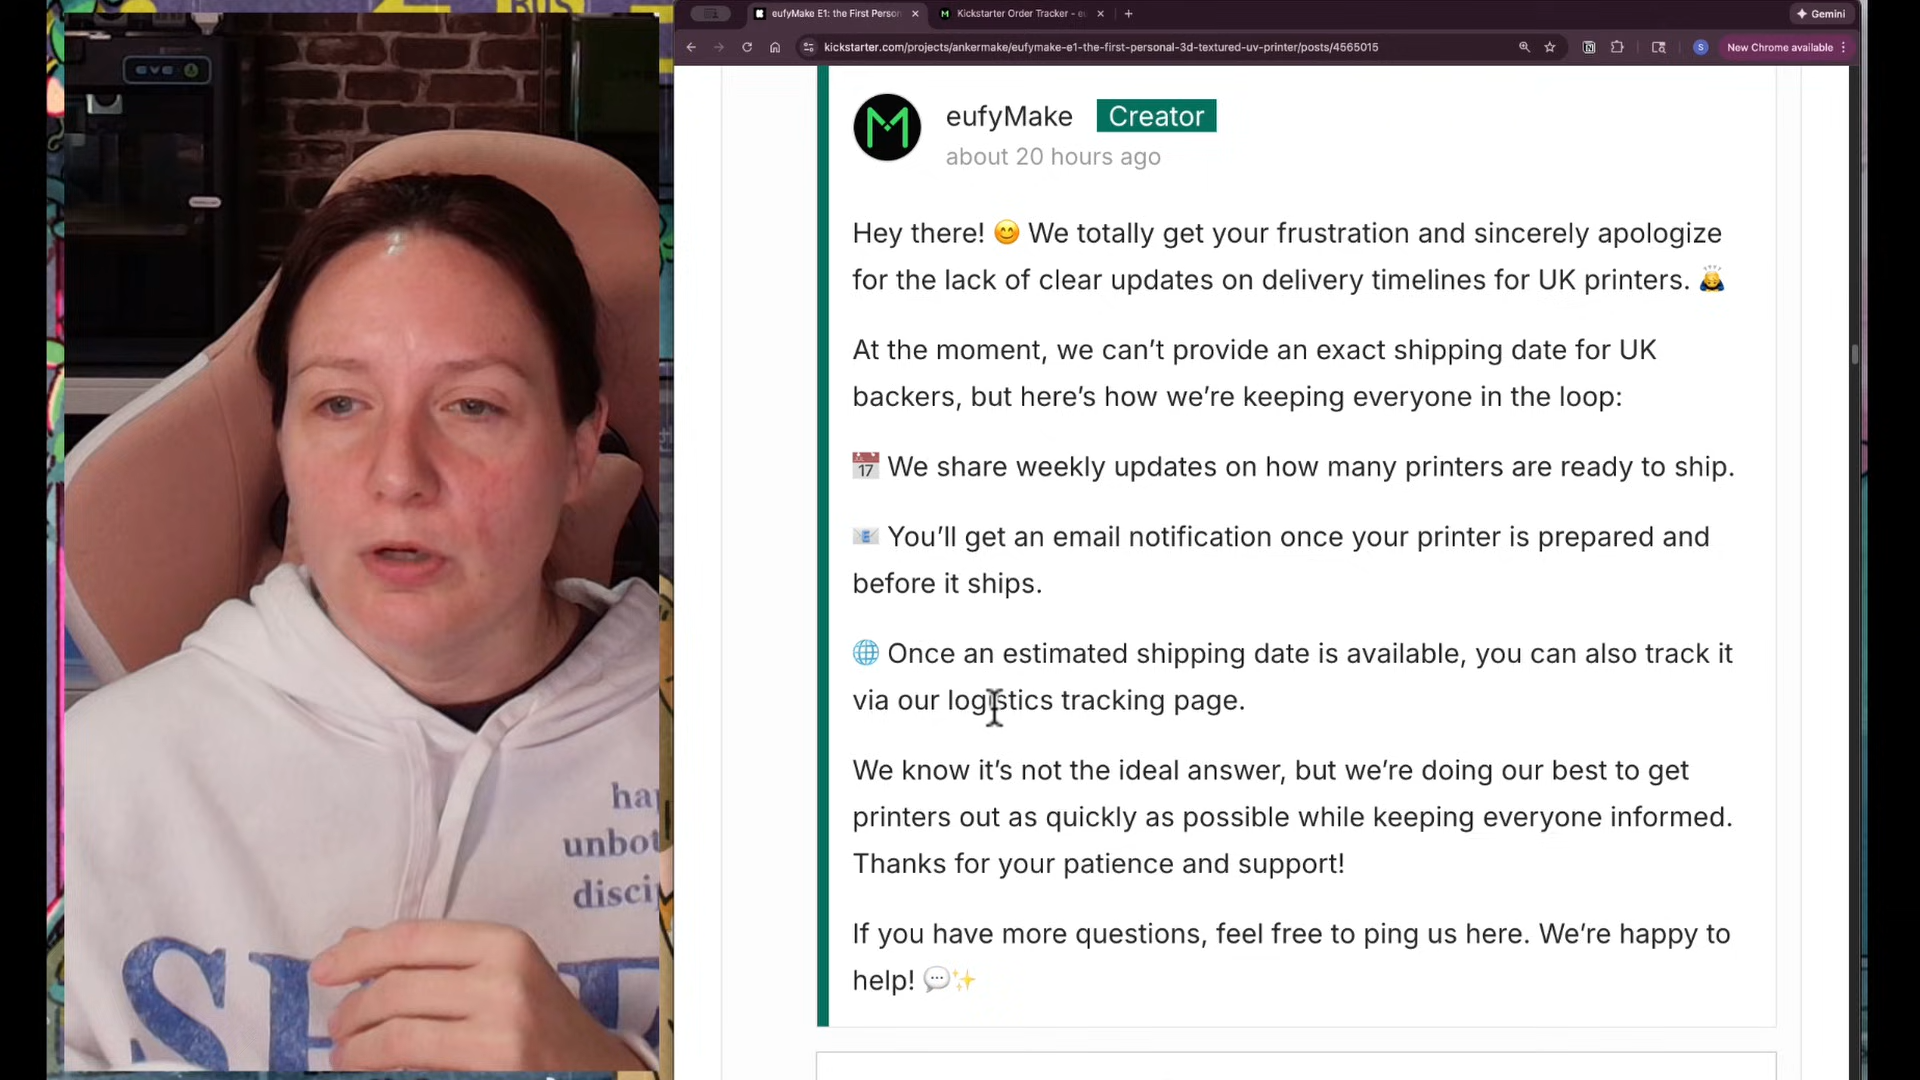 BUS
eufyMake E1: the First Person
Kickstarter Order Tracker - eu
Gemini
kickstarter.com/projects/ankermake/eufymake-e1-the-first-personal-3d-textured-uv-printer/posts/4565015
S
New Chrome available
EVE
eufyMake Creator
about 20 hours ago
Hey there! 😊 We totally get your frustration and sincerely apologize
for the lack of clear updates on delivery timelines for UK printers. 🙇
At the moment, we can’t provide an exact shipping date for UK
backers, but here’s how we’re keeping everyone in the loop:
📅 We share weekly updates on how many printers are ready to ship.
📧 You’ll get an email notification once your printer is prepared and
before it ships.
🌐 Once an estimated shipping date is available, you can also track it
via our logistics tracking page.
We know it’s not the ideal answer, but we’re doing our best to get
printers out as quickly as possible while keeping everyone informed.
Thanks for your patience and support!
If you have more questions, feel free to ping us here. We’re happy to
help! 💬✨
hap
unbot
discip